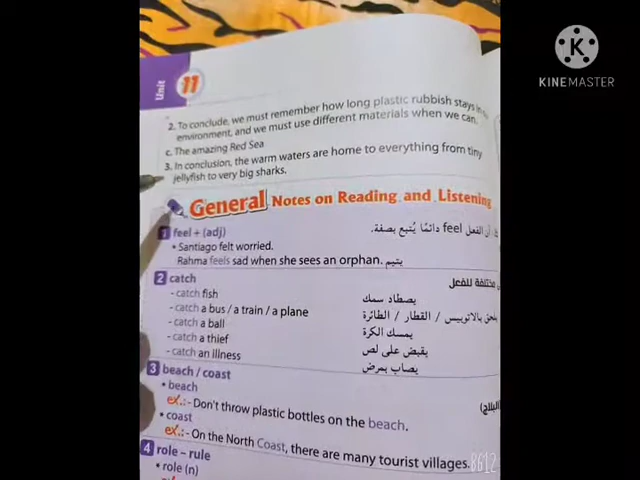 Unit 11
K
KINEMASTER
2. To conclude, we must remember how long plastic rubbish stays in
environment, and we must use different materials when we can.
c. The amazing Red Sea
3. In conclusion, the warm waters are home to everything from tiny
jellyfish to very big sharks.
General Notes on Reading and Listening
1 feel + (adj)
أن الفعل feel دائمًا يُتبع بصفة.
• Santiago felt worried.
Rahma feels sad when she sees an orphan. يتيم
2 catch
مختلفة للفعل
- catch fish يصطاد سمك
- catch a bus / a train / a plane يلحق بالاتوبيس / القطار / الطائرة
- catch a ball يمسك الكرة
- catch a thief يقبض على لص
- catch an illness يصاب بمرض
3 beach / coast
• beach (البلاج)
ex.:- Don't throw plastic bottles on the beach.
• coast
ex.:- On the North Coast, there are many tourist villages.
4 role – rule
• role (n)